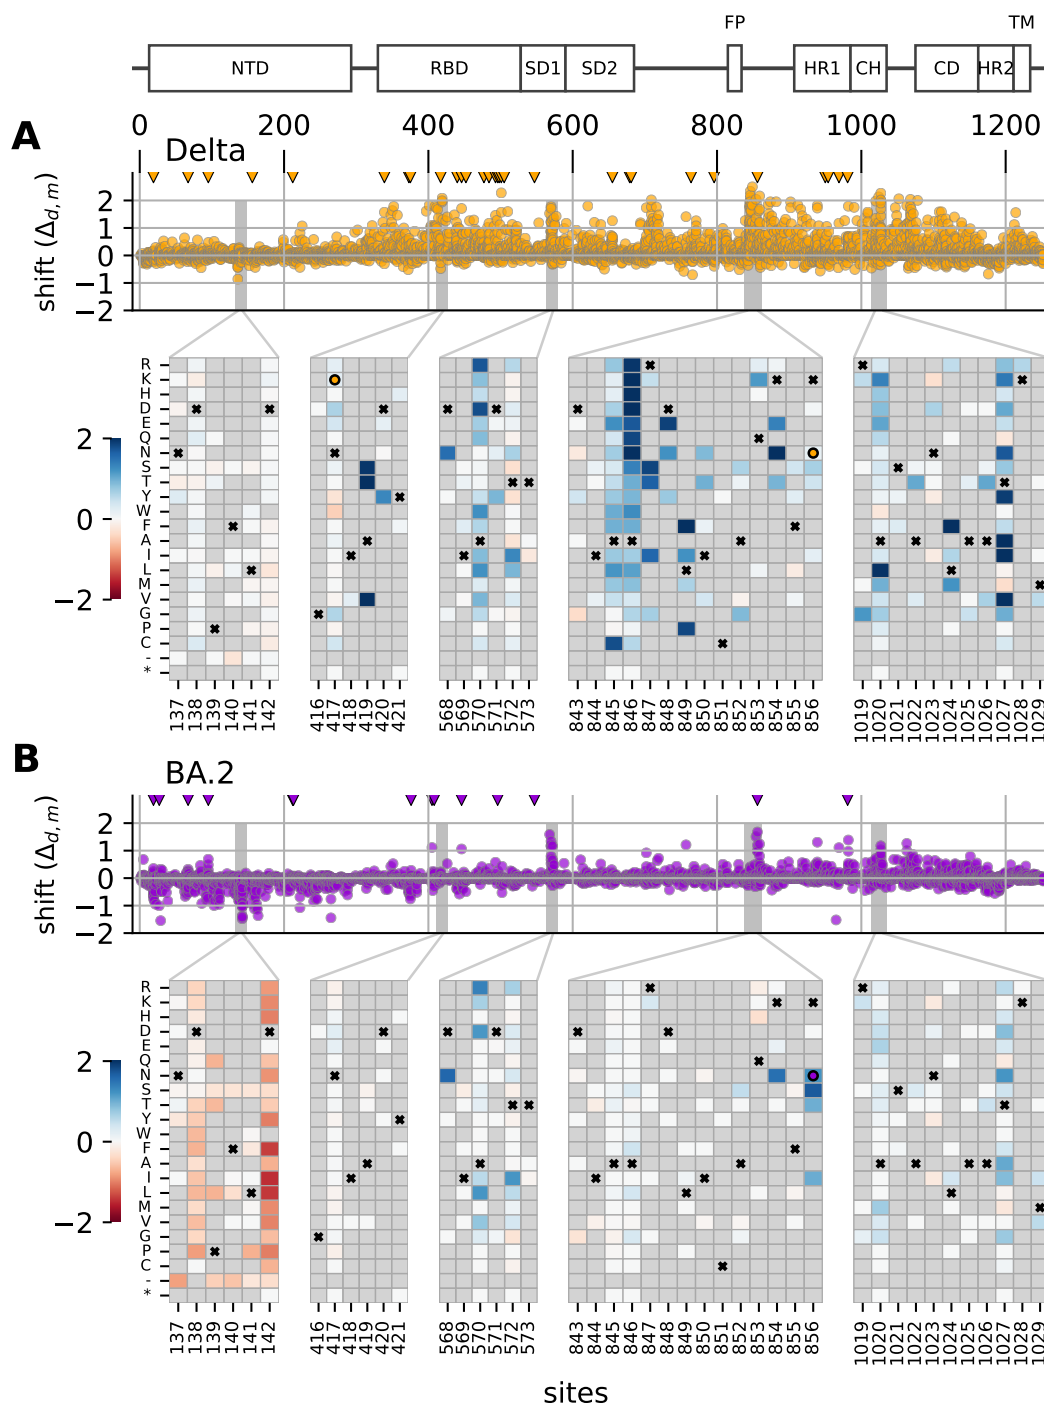 FP TM
NTD RBD SD1 SD2 HR1 CH CD HR2
A
0 200 400 600 800 1000 1200
Delta
shift (Δd,m)
2
1
0
−1
−2
R
K
H
D
E
Q
N
S
T
Y
W
F
A
I
L
M
V
G
P
C
-
*
2
0
−2
137 138 139 140 141 142 416 417 418 419 420 421 568 569 570 571 572 573 843 844 845 846 847 848 849 850 851 852 853 854 855 856 1019 1020 1021 1022 1023 1024 1025 1026 1027 1028 1029
B
BA.2
shift (Δd,m)
2
1
0
−1
−2
R
K
H
D
E
Q
N
S
T
Y
W
F
A
I
L
M
V
G
P
C
-
*
2
0
−2
137 138 139 140 141 142 416 417 418 419 420 421 568 569 570 571 572 573 843 844 845 846 847 848 849 850 851 852 853 854 855 856 1019 1020 1021 1022 1023 1024 1025 1026 1027 1028 1029
sites